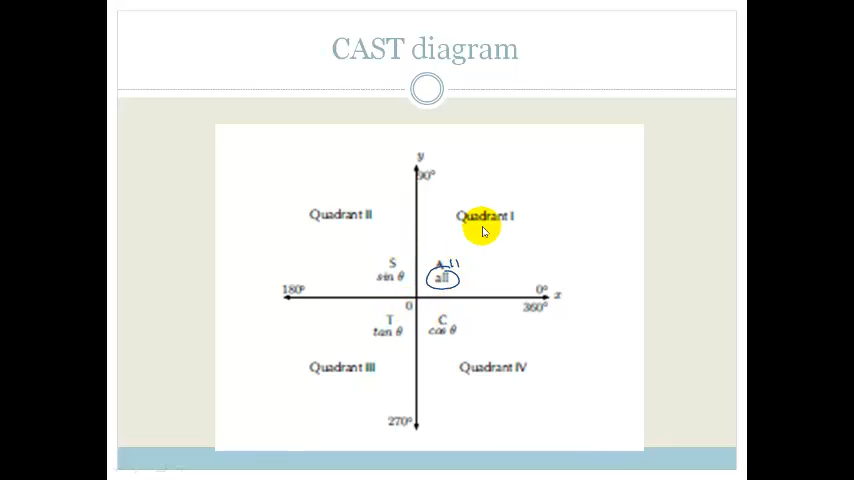 CAST diagram
y
90°
Quadrant II
Quadrant I
S
All
sin θ
all
180°
0°
x
0
360°
T
C
tan θ
cos θ
Quadrant III
Quadrant IV
270°